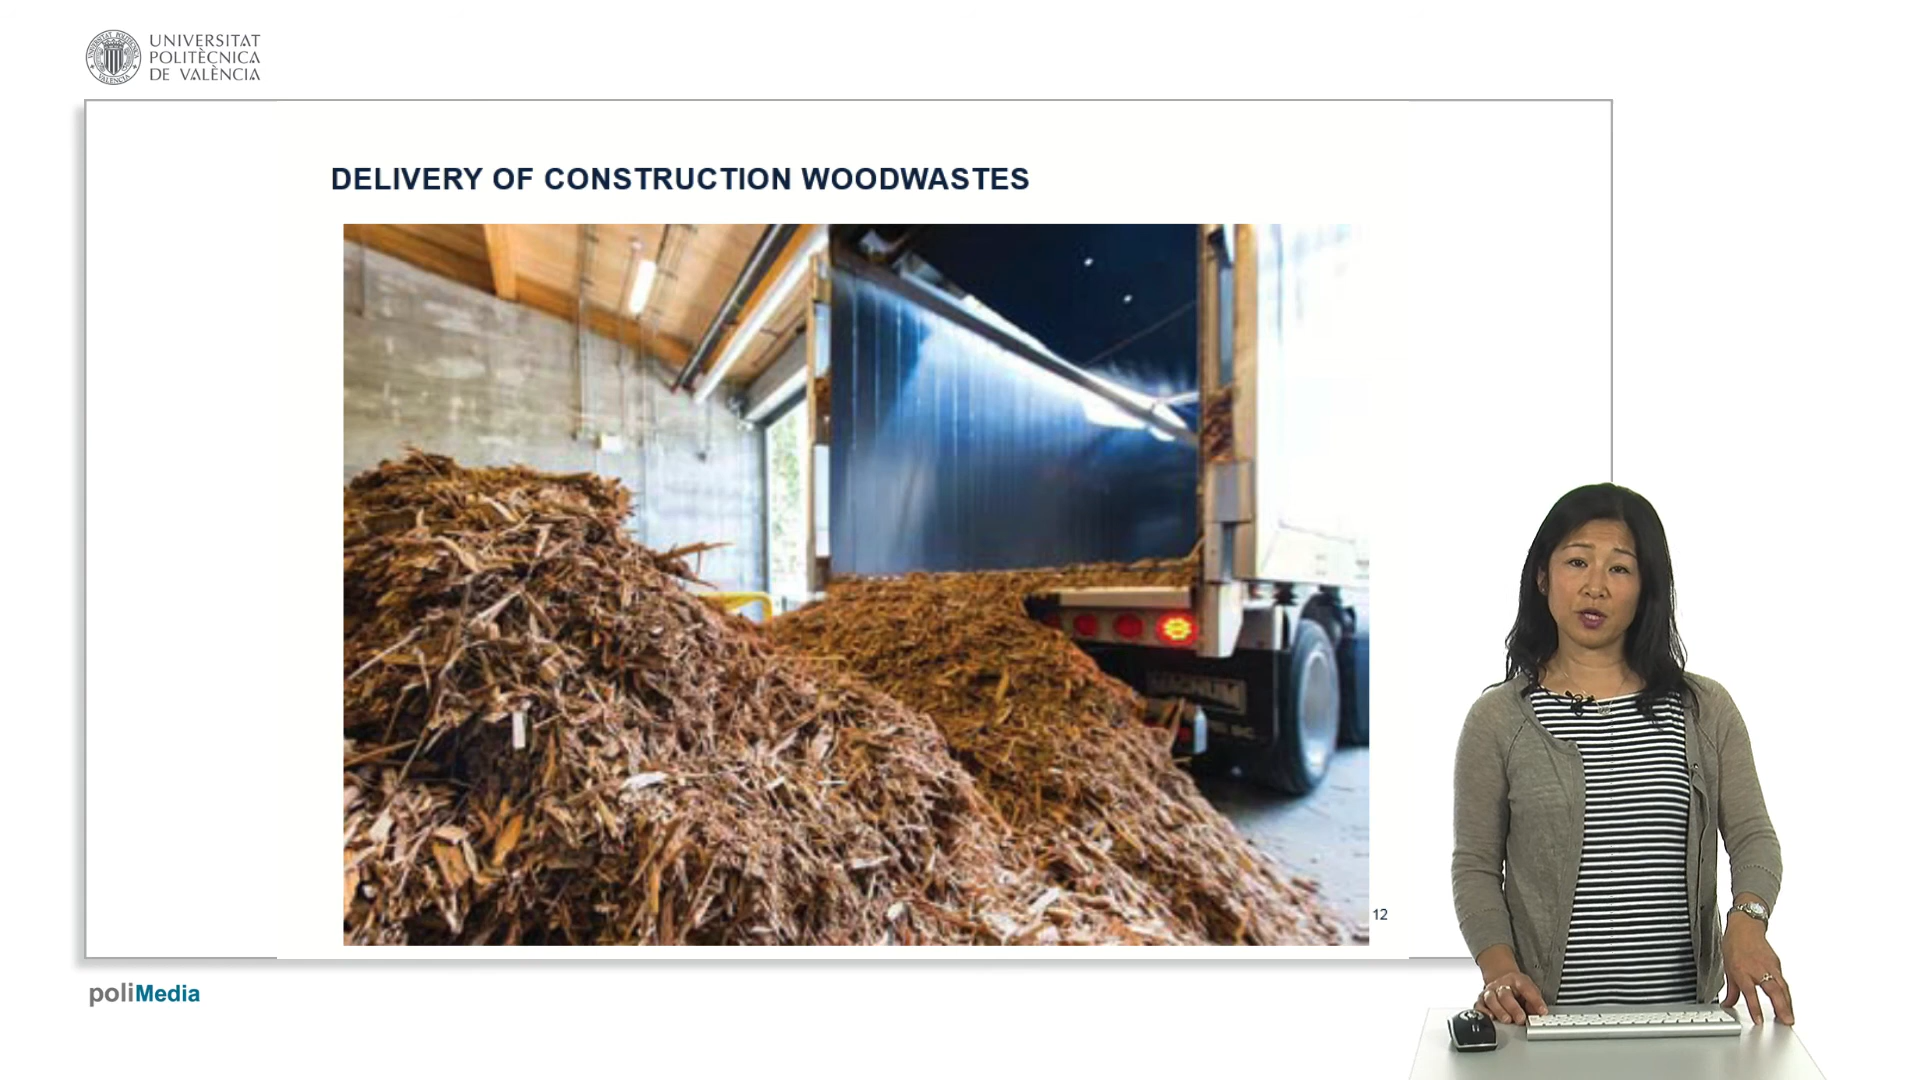 UNIVERSITAT
POLITÈCNICA
DE VALÈNCIA
DELIVERY OF CONSTRUCTION WOODWASTES
12
poliMedia